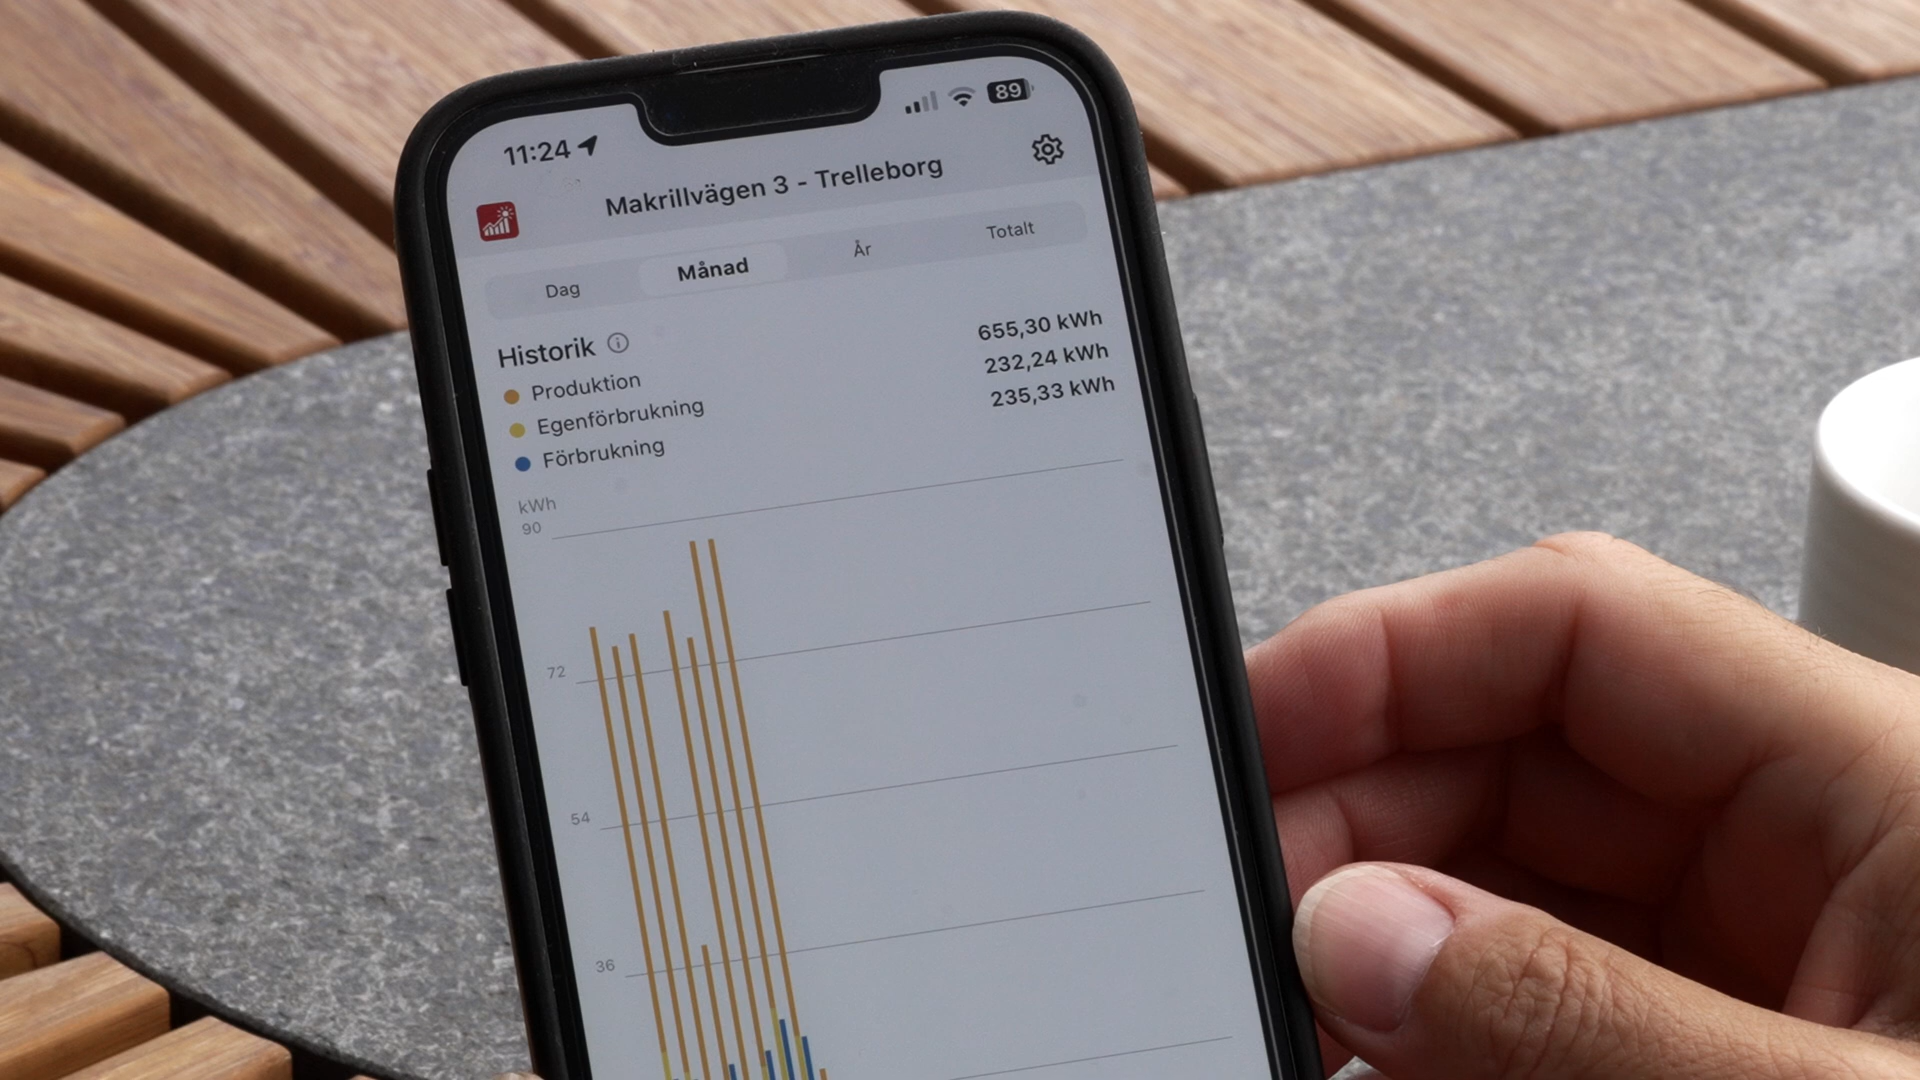 11:24
89
Makrillvägen 3 - Trelleborg
Dag Månad År Totalt
Historik
Produktion 655,30 kWh
Egenförbrukning 232,24 kWh
Förbrukning 235,33 kWh
kWh
90
72
54
36